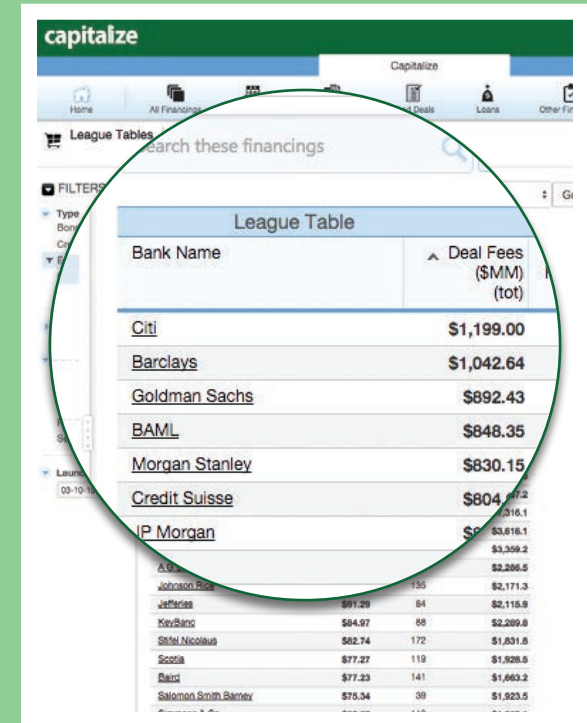 capitalize
Capitalize
Home
All Financings
Deals
Loans
League Tables
search these financings
FILTERS
Type
League Table
Bank Name
Deal Fees
($MM)
(tot)
Citi $1,199.00
Barclays $1,042.64
Goldman Sachs $892.43
BAML $848.35
Morgan Stanley $830.15
Credit Suisse
JP Morgan
$3,616.1
$3,359.2
$2,286.5
Johnson Rice 135 $2,171.3
Jefferies $91.29 84 $2,115.9
KeyBanc $84.97 88 $2,289.8
Stifel Nicolaus $82.74 172 $1,831.8
Scotia $77.27 119 $1,928.5
Baird $77.23 141 $1,663.2
Salomon Smith Barney $75.34 39 $1,923.5